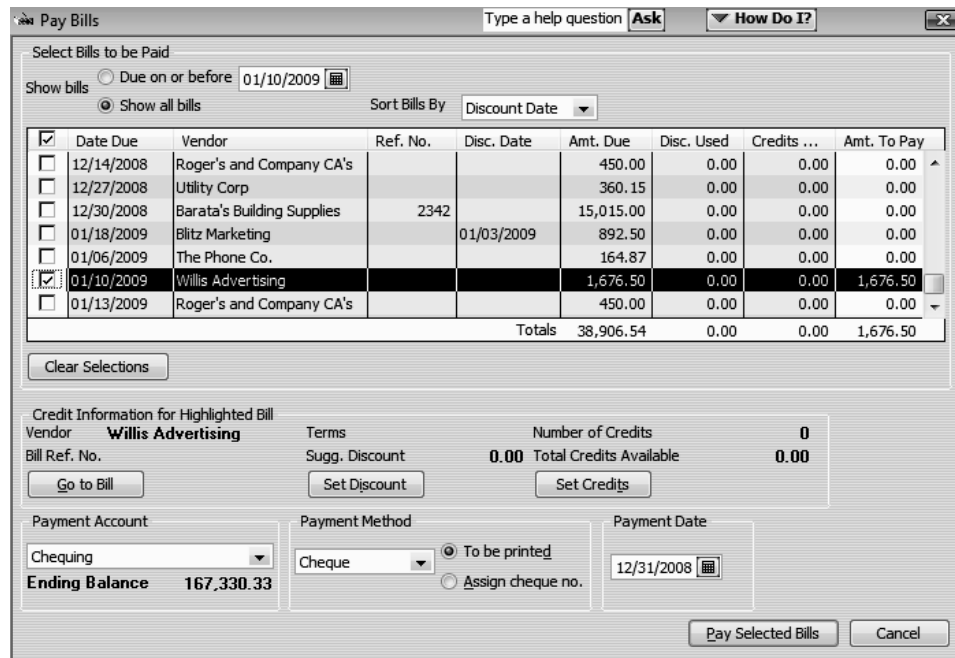 Pay Bills Type a help question Ask How Do I?
Select Bills to be Paid
Show bills Due on or before 01/10/2009
Show all bills Sort Bills By Discount Date
Date Due Vendor Ref. No. Disc. Date Amt. Due Disc. Used Credits ... Amt. To Pay
12/14/2008 Roger's and Company CA's 450.00 0.00 0.00 0.00
12/27/2008 Utility Corp 360.15 0.00 0.00 0.00
12/30/2008 Barata's Building Supplies 2342 15,015.00 0.00 0.00 0.00
01/18/2009 Blitz Marketing 01/03/2009 892.50 0.00 0.00 0.00
01/06/2009 The Phone Co. 164.87 0.00 0.00 0.00
01/10/2009 Willis Advertising 1,676.50 0.00 0.00 1,676.50
01/13/2009 Roger's and Company CA's 450.00 0.00 0.00 0.00
Totals 38,906.54 0.00 0.00 1,676.50
Clear Selections
Credit Information for Highlighted Bill
Vendor Willis Advertising Terms Number of Credits 0
Bill Ref. No. Sugg. Discount 0.00 Total Credits Available 0.00
Go to Bill Set Discount Set Credits
Payment Account Payment Method Payment Date
Chequing Cheque To be printed 12/31/2008
Ending Balance 167,330.33 Assign cheque no.
Pay Selected Bills Cancel